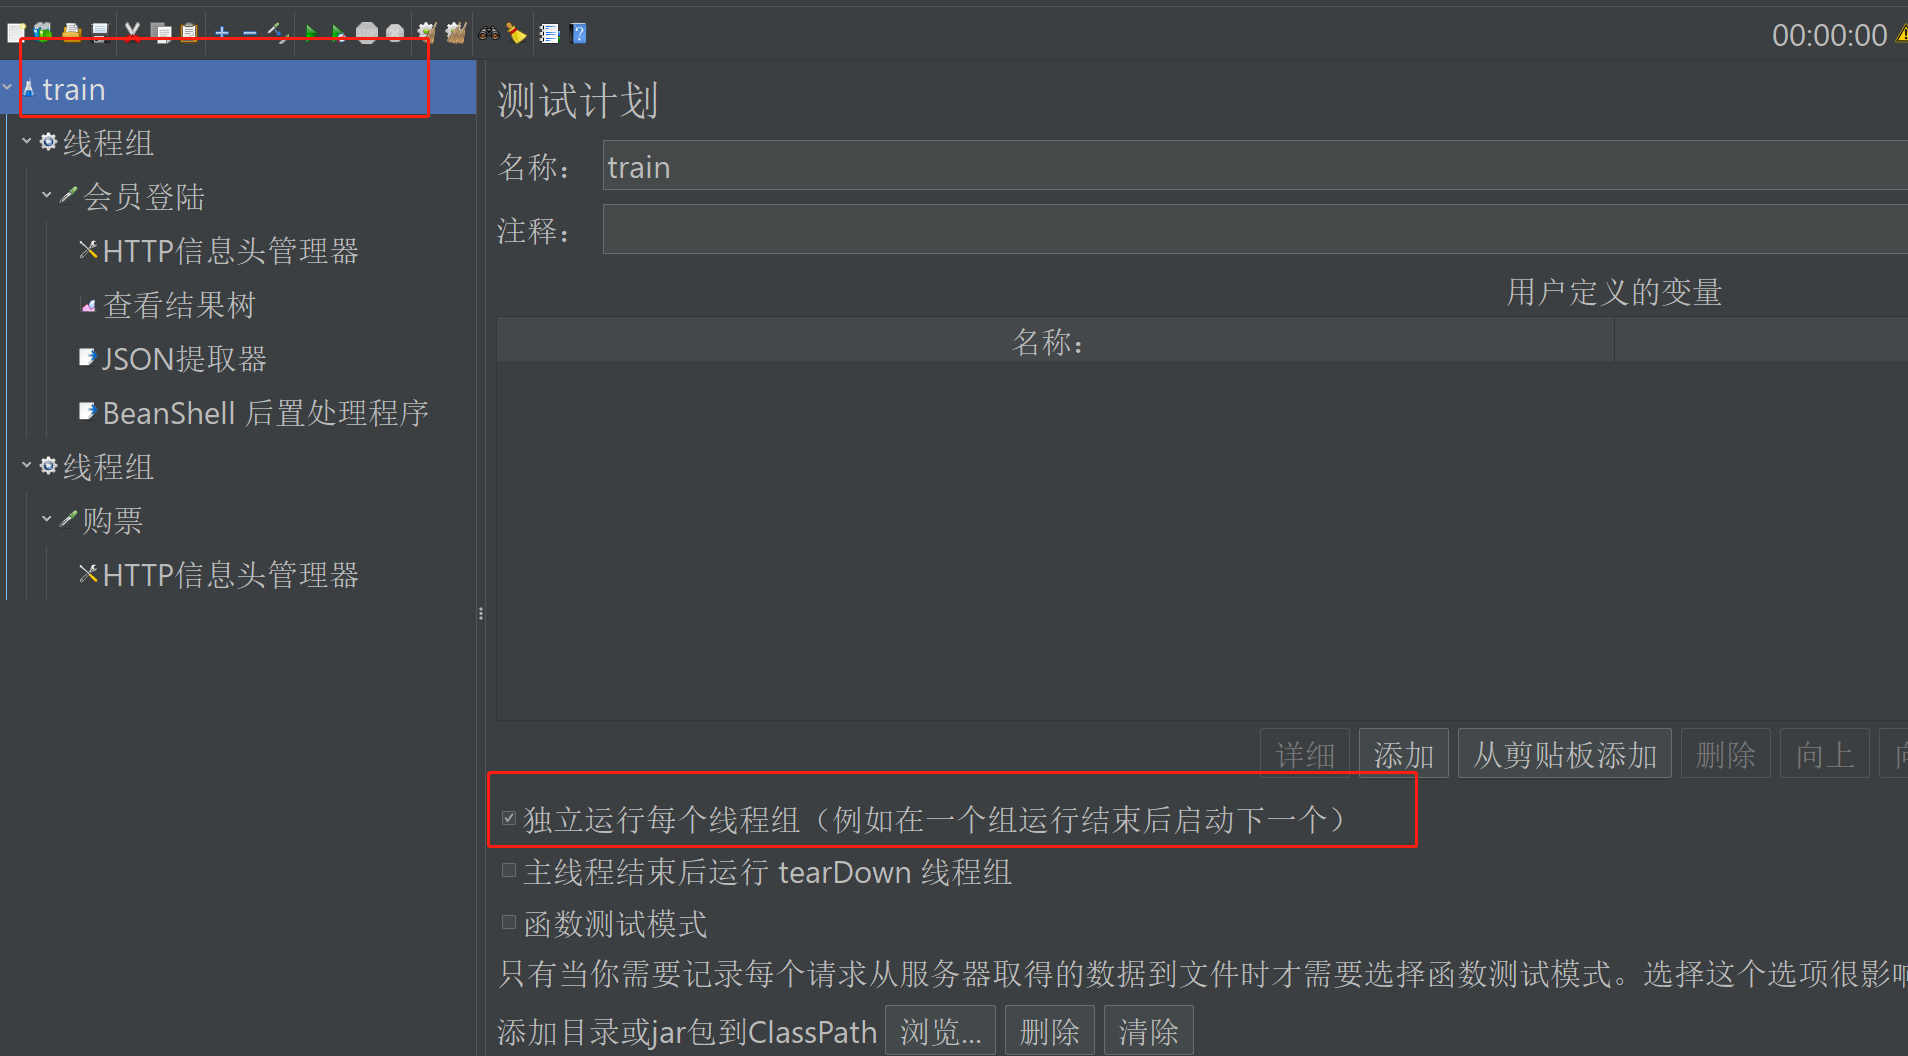 00:00:00
train
线程组
会员登陆
HTTP信息头管理器
查看结果树
JSON提取器
BeanShell 后置处理程序
线程组
购票
HTTP信息头管理器
测试计划
名称： train
注释：
用户定义的变量
名称:
详细 添加 从剪贴板添加 删除 向上 向
独立运行每个线程组（例如在一个组运行结束后启动下一个）
主线程结束后运行 tearDown 线程组
函数测试模式
只有当你需要记录每个请求从服务器取得的数据到文件时才需要选择函数测试模式。选择这个选项很影响
添加目录或jar包到ClassPath 浏览... 删除 清除